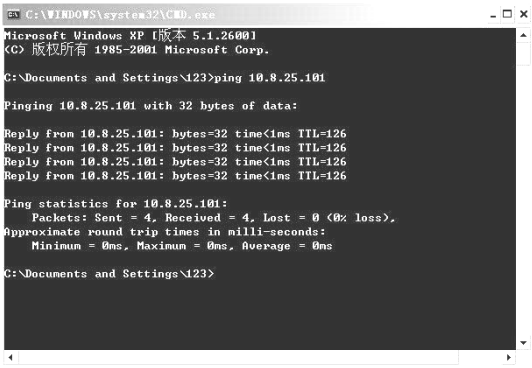 C:\WINDOWS\system32\CMD.exe
Microsoft Windows XP [版本 5.1.2600]
(C) 版权所有 1985-2001 Microsoft Corp.
C:\Documents and Settings\123>ping 10.8.25.101
Pinging 10.8.25.101 with 32 bytes of data:
Reply from 10.8.25.101: bytes=32 time<1ms TTL=126
Reply from 10.8.25.101: bytes=32 time<1ms TTL=126
Reply from 10.8.25.101: bytes=32 time<1ms TTL=126
Reply from 10.8.25.101: bytes=32 time<1ms TTL=126
Ping statistics for 10.8.25.101:
Packets: Sent = 4, Received = 4, Lost = 0 (0% loss),
Approximate round trip times in milli-seconds:
Minimum = 0ms, Maximum = 0ms, Average = 0ms
C:\Documents and Settings\123>